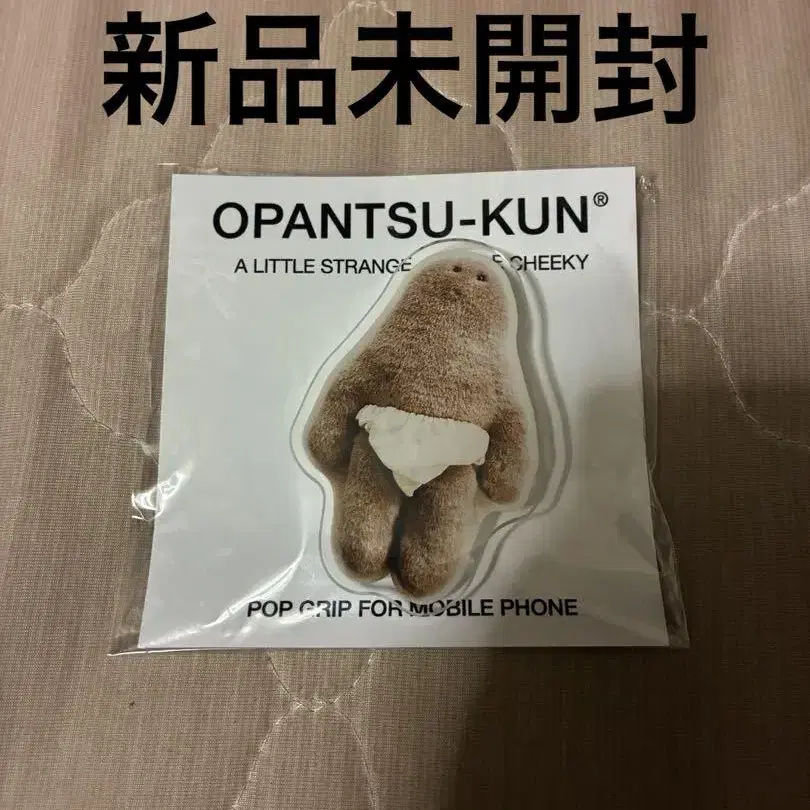 新品未開封
OPANTSU-KUN®
A LITTLE STRANGE CHEEKY
POP GRIP FOR MOBILE PHONE